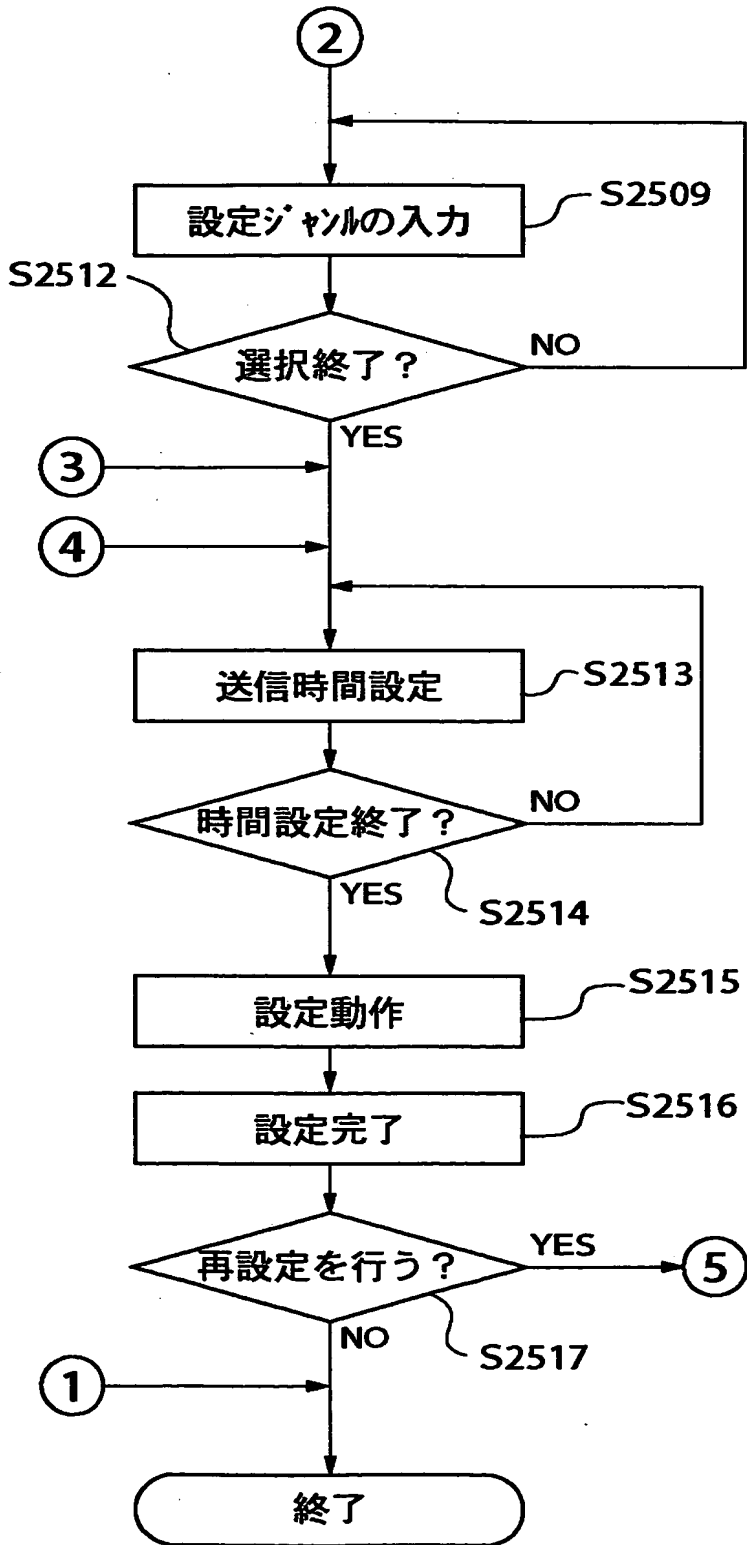 ②
設定ｼﾞｬﾝﾙの入力
S2509
S2512
選択終了？
NO
YES
③
④
送信時間設定
S2513
時間設定終了？
NO
YES
S2514
設定動作
S2515
設定完了
S2516
再設定を行う？
YES
⑤
NO
S2517
①
終了